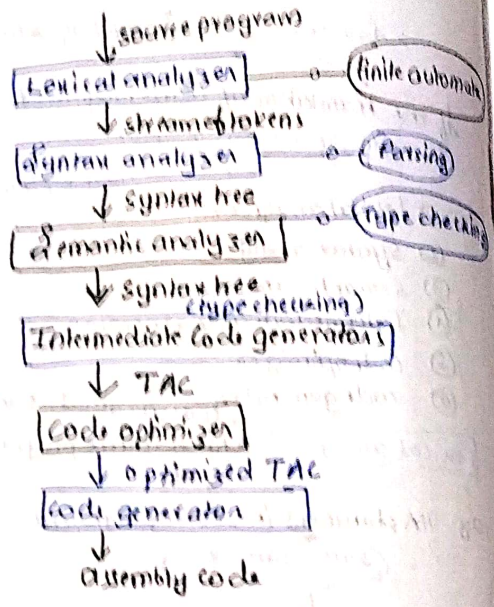 source program
Lexical analyzer
finite automata
stream of tokens
Syntax analyzer
Parsing
Syntax tree
Semantic analyzer
Type checking
Syntax tree
(type checking)
Intermediate Code generators
TAC
Code optimizer
optimized TAC
Code generator
assembly code